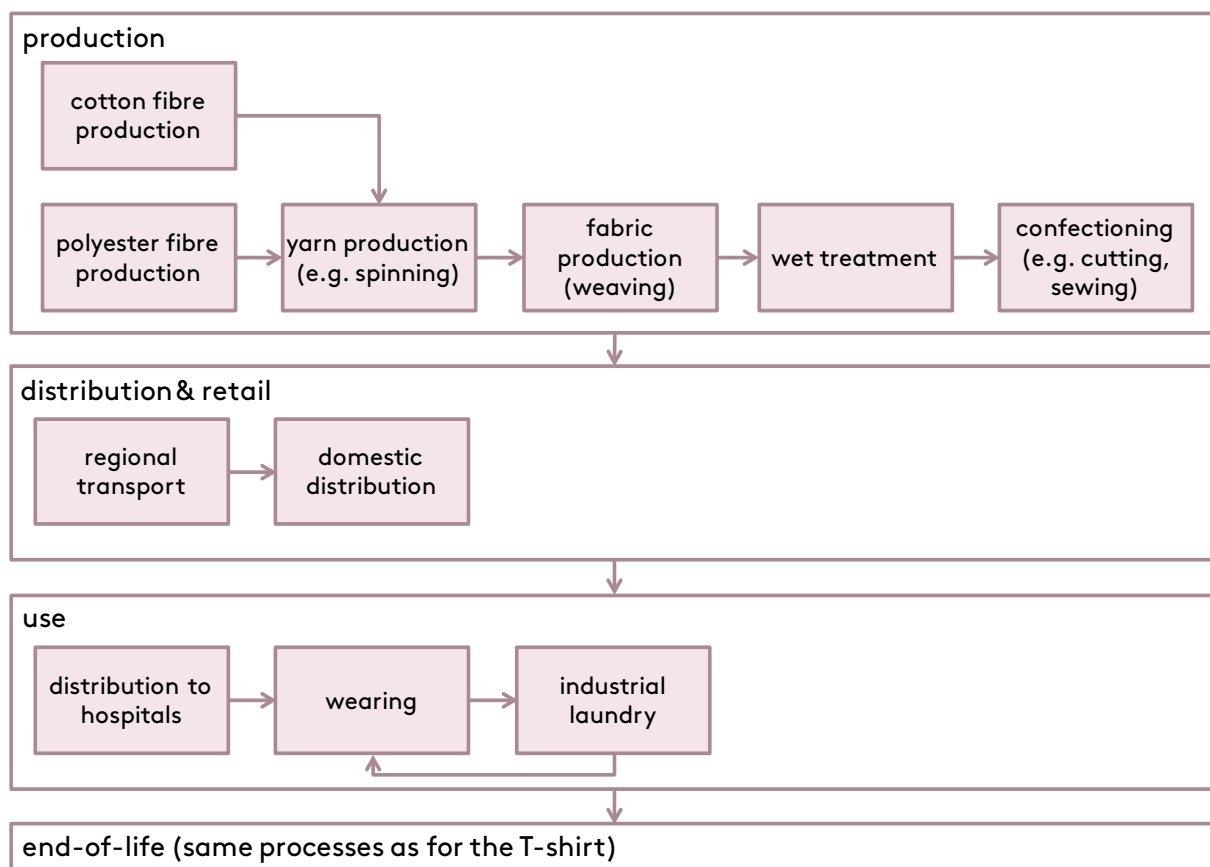 production
cotton fibre
production
polyester fibre
production
yarn production
(e.g. spinning)
fabric
production
(weaving)
wet treatment
confectioning
(e.g. cutting,
sewing)
distribution & retail
regional
transport
domestic
distribution
use
distribution to
hospitals
wearing
industrial
laundry
end-of-life (same processes as for the T-shirt)